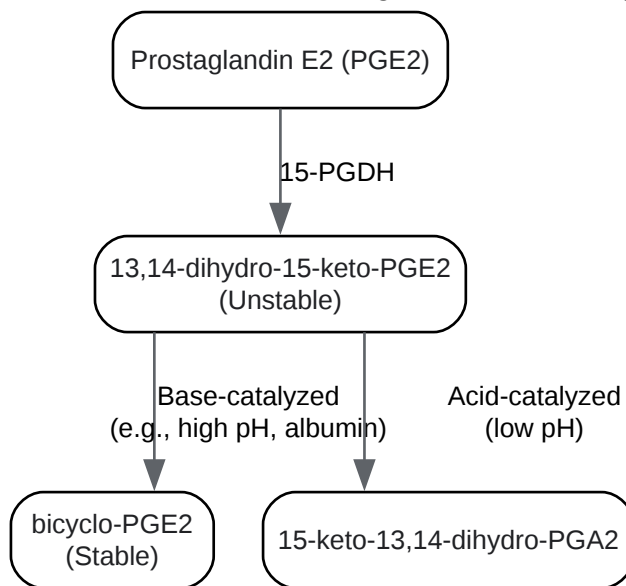 Prostaglandin E2 (PGE2)
15-PGDH
13,14-dihydro-15-keto-PGE2
(Unstable)
Base-catalyzed
(e.g., high pH, albumin)
Acid-catalyzed
(low pH)
bicyclo-PGE2
(Stable)
15-keto-13,14-dihydro-PGA2